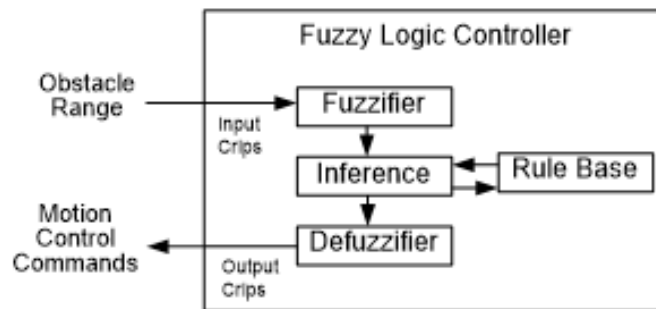 Fuzzy Logic Controller
Obstacle
Range
Input
Crips
Fuzzifier
Inference
Rule Base
Motion
Control
Commands
Output
Crips
Defuzzifier